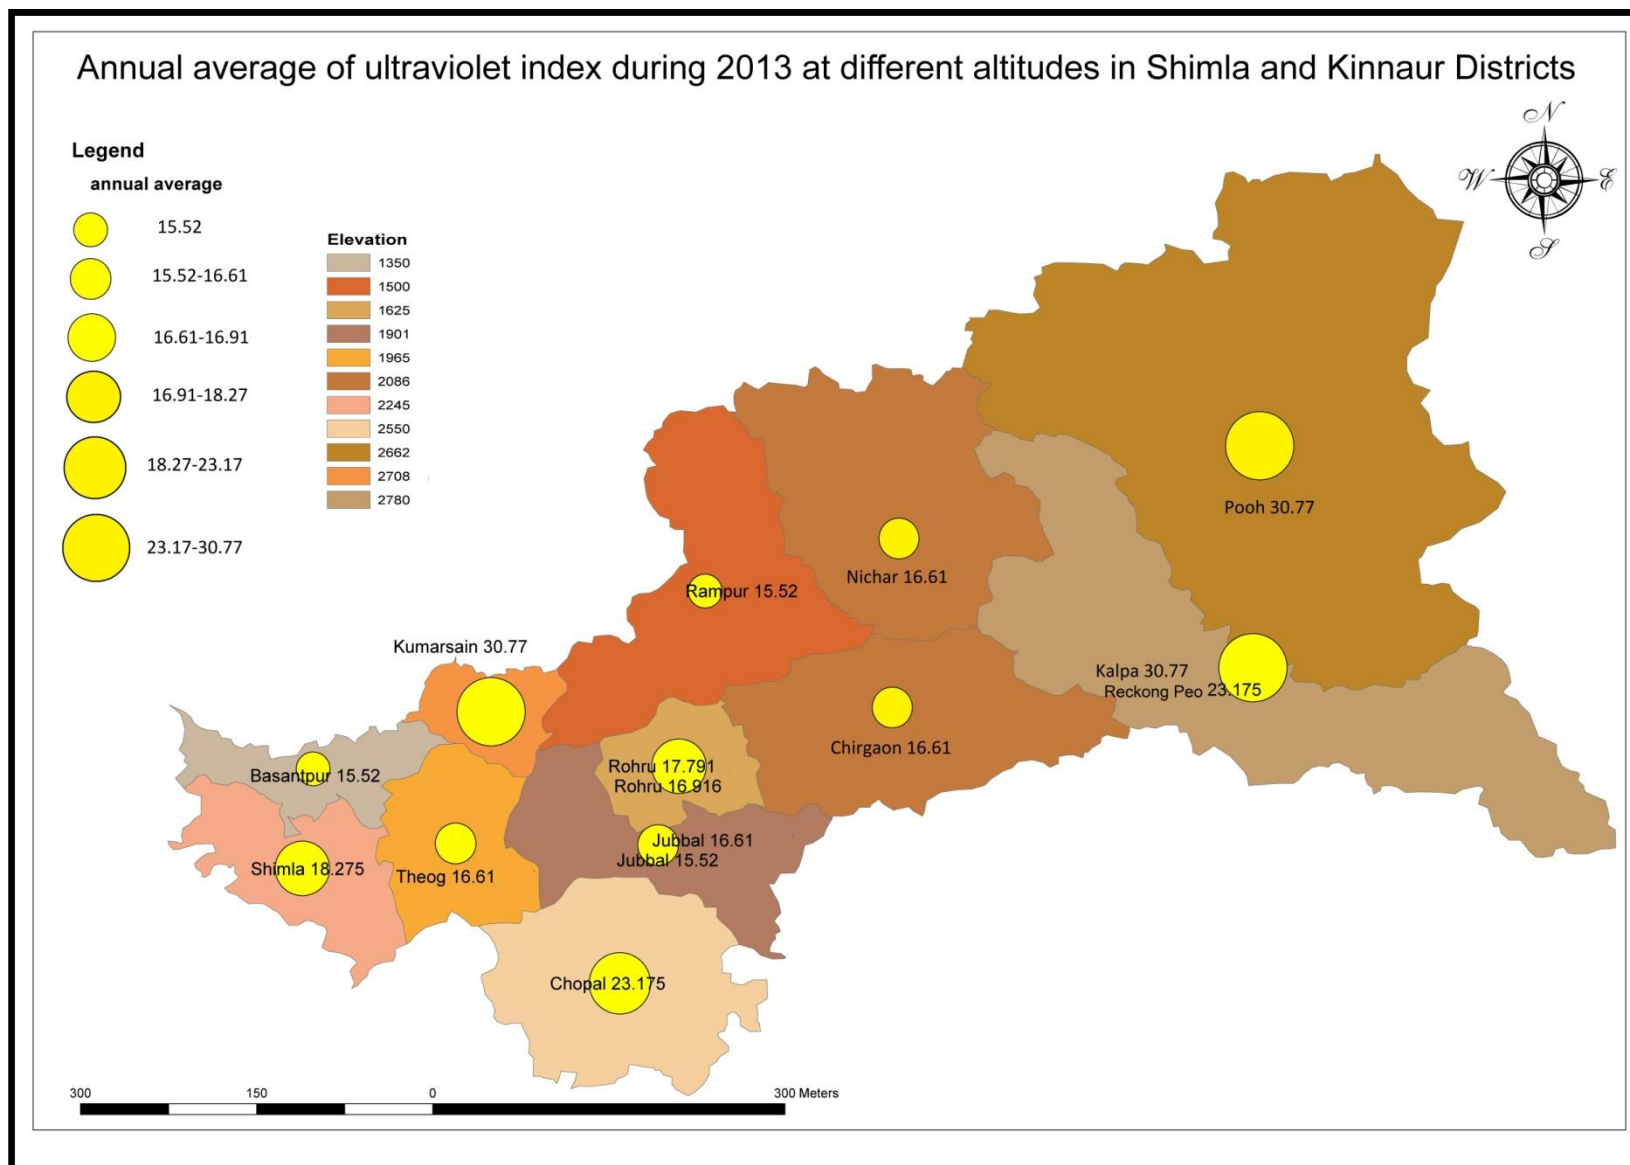 Annual average of ultraviolet index during 2013 at different altitudes in Shimla and Kinnaur Districts
N
W
E
S
Legend
annual average
15.52
15.52-16.61
16.61-16.91
16.91-18.27
18.27-23.17
23.17-30.77
Elevation
1350
1500
1625
1901
1965
2086
2245
2550
2662
2708
2780
Pooh 30.77
Nichar 16.61
Rampur 15.52
Kumarsain 30.77
Kalpa 30.77
Reckong Peo 23.175
Chirgaon 16.61
Rohru 17.791
Rohru 16.916
Basantpur 15.52
Jubbal 16.61
Jubbal 15.52
Shimla 18.275
Theog 16.61
Chopal 23.175
300 150 0 300 Meters